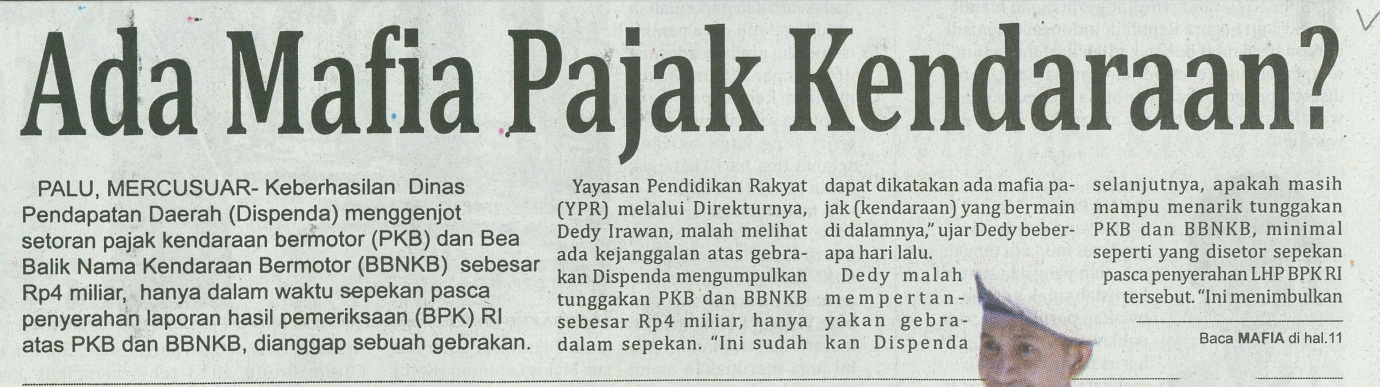 Ada Mafia Pajak Kendaraan?
PALU, MERCUSUAR- Keberhasilan Dinas
Pendapatan Daerah (Dispenda) menggenjot
setoran pajak kendaraan bermotor (PKB) dan Bea
Balik Nama Kendaraan Bermotor (BBNKB) sebesar
Rp4 miliar, hanya dalam waktu sepekan pasca
penyerahan laporan hasil pemeriksaan (BPK) RI
atas PKB dan BBNKB, dianggap sebuah gebrakan.
Yayasan Pendidikan Rakyat
(YPR) melalui Direkturnya,
Dedy Irawan, malah melihat
ada kejanggalan atas gebra-
kan Dispenda mengumpulkan
tunggakan PKB dan BBNKB
sebesar Rp4 miliar, hanya
dalam sepekan. “Ini sudah
dapat dikatakan ada mafia pa-
jak (kendaraan) yang bermain
di dalamnya,” ujar Dedy beber-
apa hari lalu.
Dedy malah
mempertan-
yakan gebra-
kan Dispenda
selanjutnya, apakah masih
mampu menarik tunggakan
PKB dan BBNKB, minimal
seperti yang disetor sepekan
pasca penyerahan LHP BPK RI
tersebut. “Ini menimbulkan
Baca MAFIA di hal.11